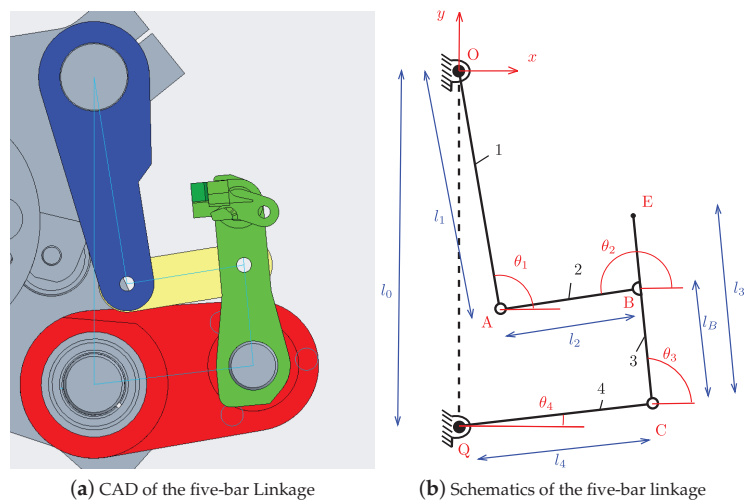 y
O
x
1
E
l₁
θ₁
θ₂
2
B
l₃
l₀
A
l_B
l₂
3
θ₃
4
θ₄
C
Q
l₄
(a) CAD of the five-bar Linkage
(b) Schematics of the five-bar linkage